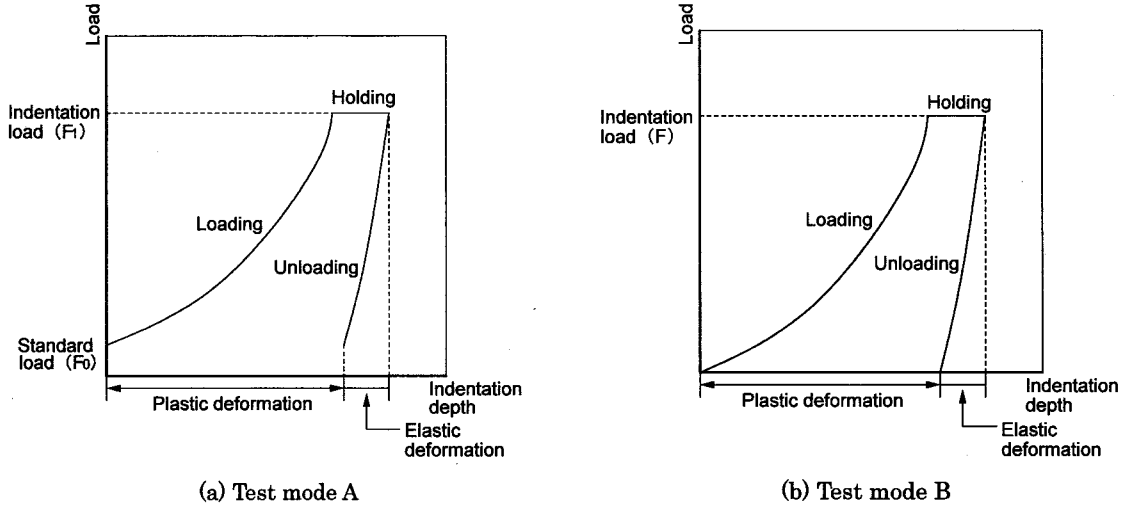 Load
Indentation
load (F1)
Holding
Loading
Unloading
Standard
load (F0)
Plastic deformation
Indentation
depth
Elastic
deformation
(a) Test mode A
Load
Indentation
load (F)
Holding
Loading
Unloading
Plastic deformation
Indentation
depth
Elastic
deformation
(b) Test mode B